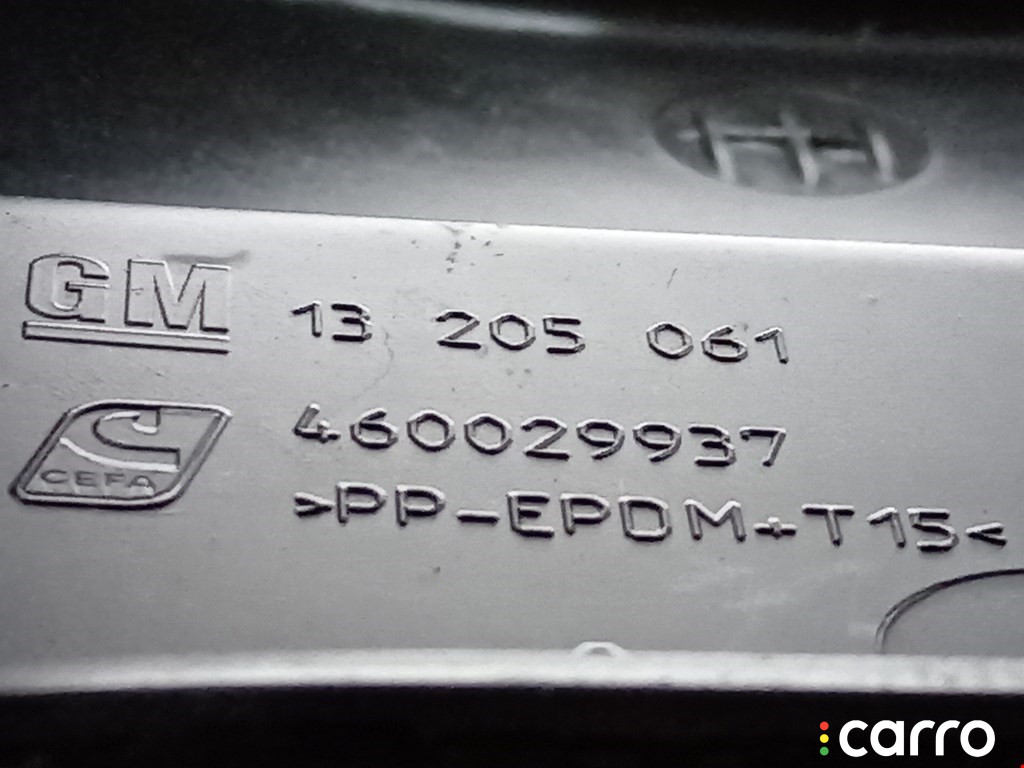 GM 13 205 061
460029937
CEFA
>PP-EPDM+T15<
carro